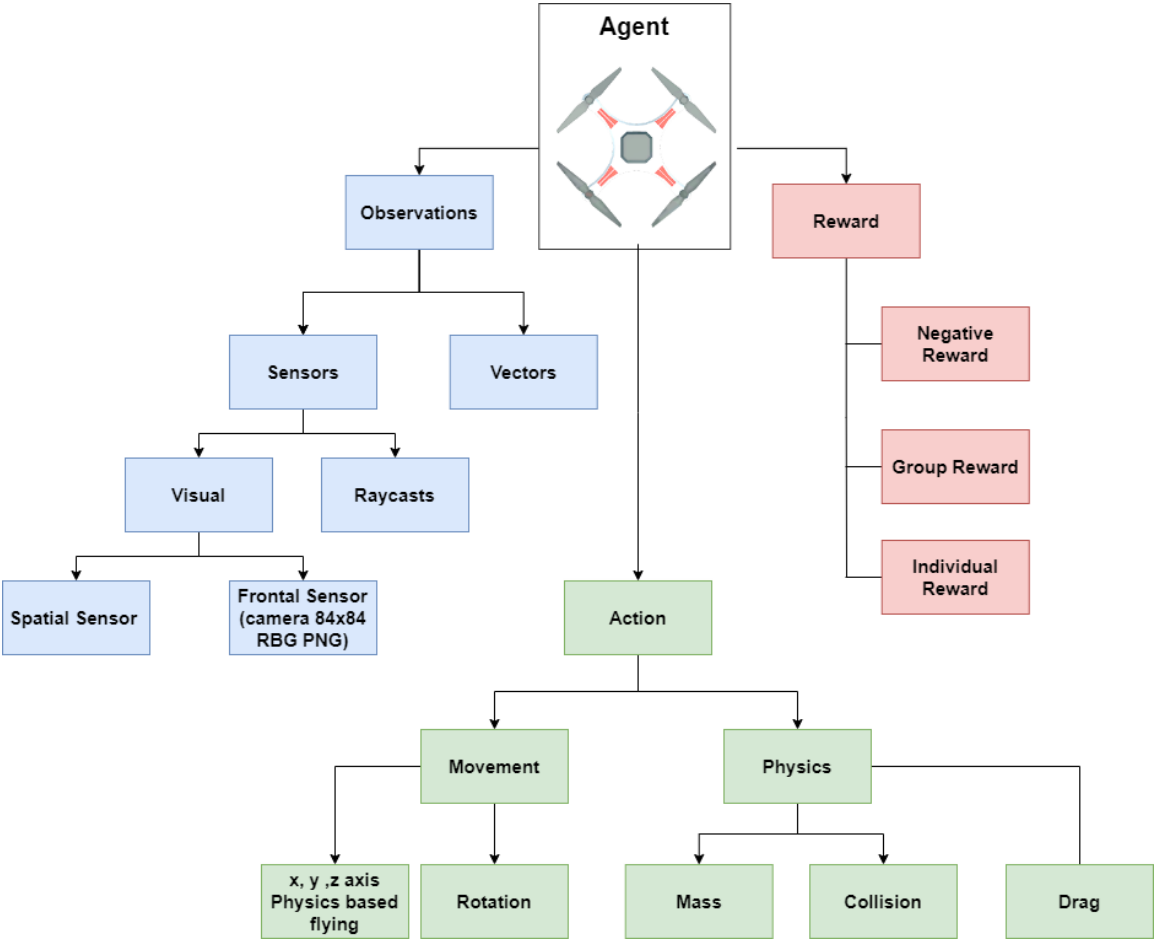 Agent
Observations
Reward
Negative
Reward
Sensors
Vectors
Group Reward
Visual
Raycasts
Individual
Reward
Spatial Sensor
Frontal Sensor
(camera 84x84
RBG PNG)
Action
Movement
Physics
x, y ,z axis
Physics based
flying
Rotation
Mass
Collision
Drag